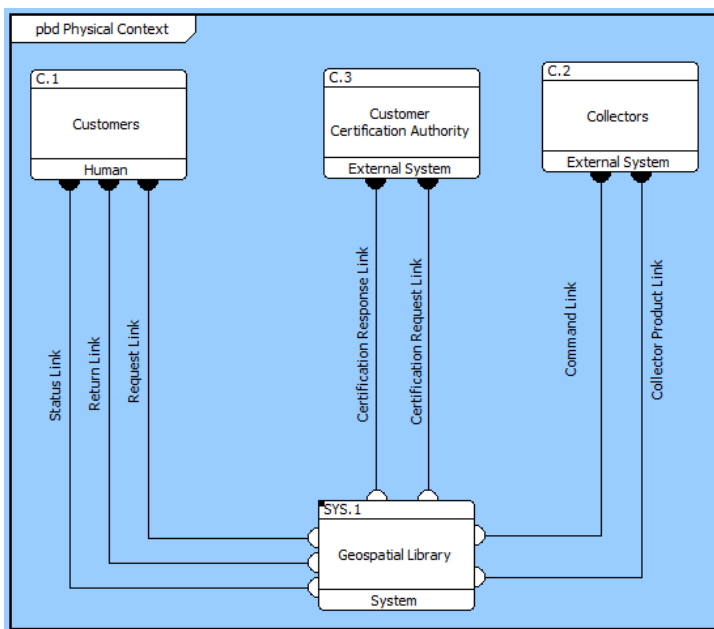 pbd Physical Context
C.1
Customers
Human
C.3
Customer
Certification Authority
External System
C.2
Collectors
External System
Status Link
Return Link
Request Link
Certification Response Link
Certification Request Link
Command Link
Collector Product Link
SYS.1
Geospatial Library
System